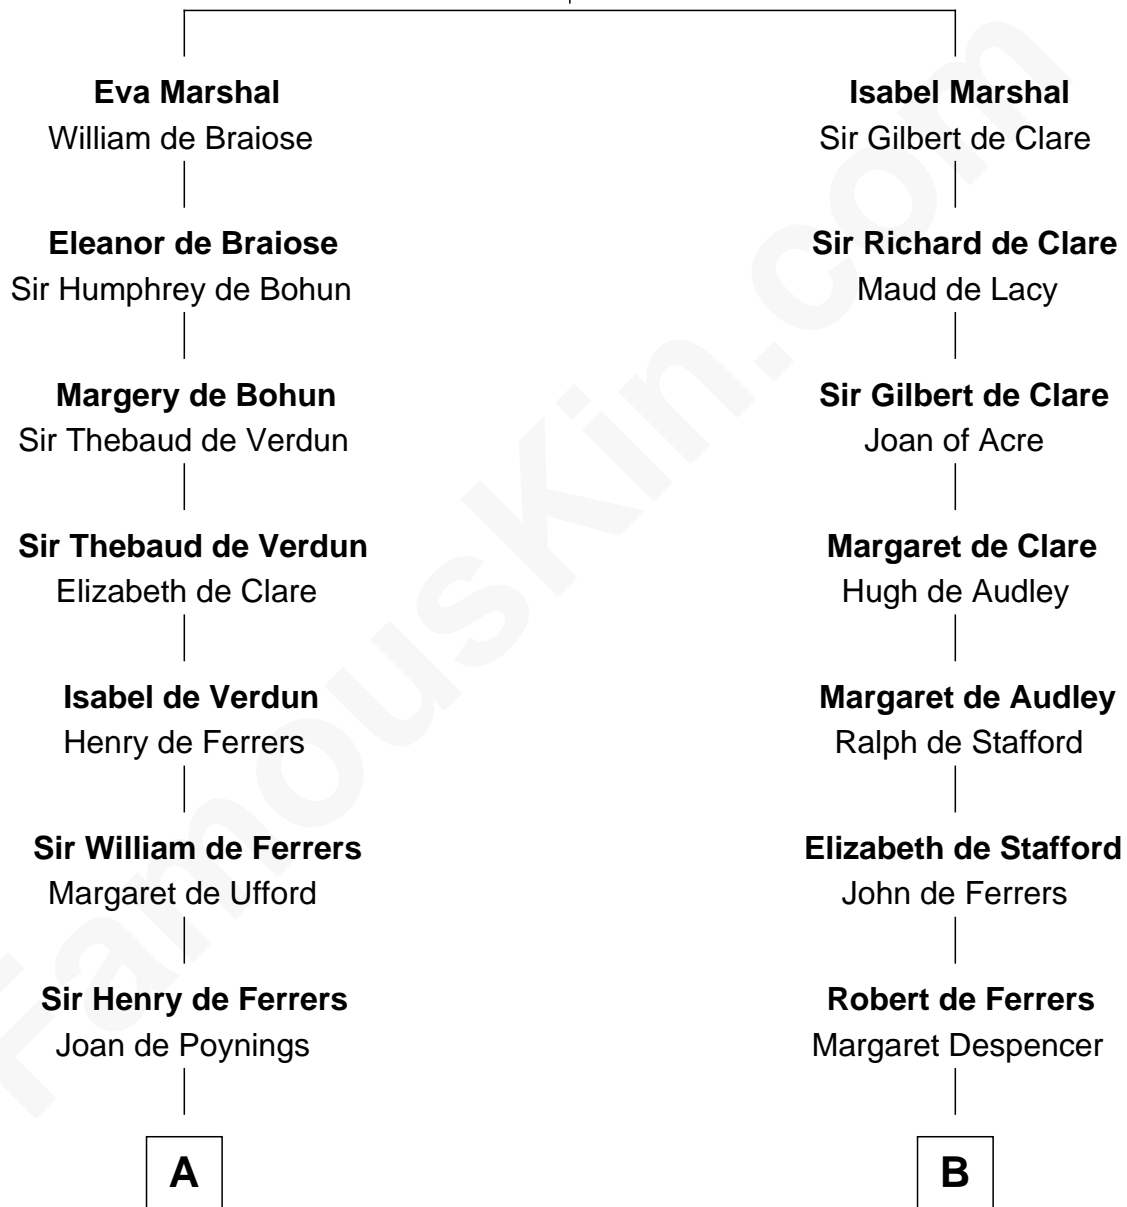 Eva Marshal
William de Braiose
Eleanor de Braiose
Sir Humphrey de Bohun
Margery de Bohun
Sir Thebaud de Verdun
Sir Thebaud de Verdun
Elizabeth de Clare
Isabel de Verdun
Henry de Ferrers
Sir William de Ferrers
Margaret de Ufford
Sir Henry de Ferrers
Joan de Poynings
A
Isabel Marshal
Sir Gilbert de Clare
Sir Richard de Clare
Maud de Lacy
Sir Gilbert de Clare
Joan of Acre
Margaret de Clare
Hugh de Audley
Margaret de Audley
Ralph de Stafford
Elizabeth de Stafford
John de Ferrers
Robert de Ferrers
Margaret Despencer
B
FamousKin.com